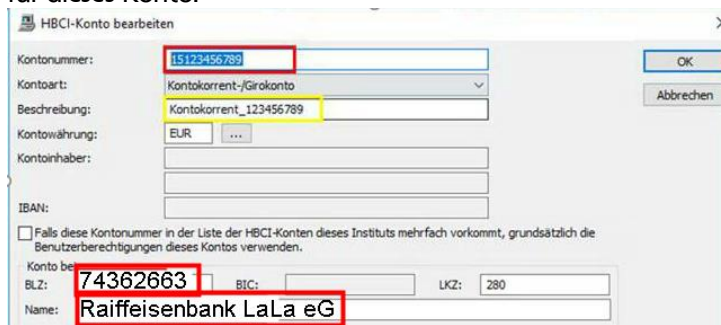 für dieses Konto.
HBCI-Konto bearbeiten
Kontonummer: 15123456789 OK
Kontoart: Kontokorrent-/Girokonto Abbrechen
Beschreibung: Kontokorrent_123456789
Kontowährung: EUR ...
Kontoinhaber:
IBAN:
Falls diese Kontonummer in der Liste der HBCI-Konten dieses Instituts mehrfach vorkommt, grundsätzlich die
Benutzerberechtigungen dieses Kontos verwenden.
Konto bei
BLZ: 74362663 BIC: LKZ: 280
Name: Raiffeisenbank LaLa eG